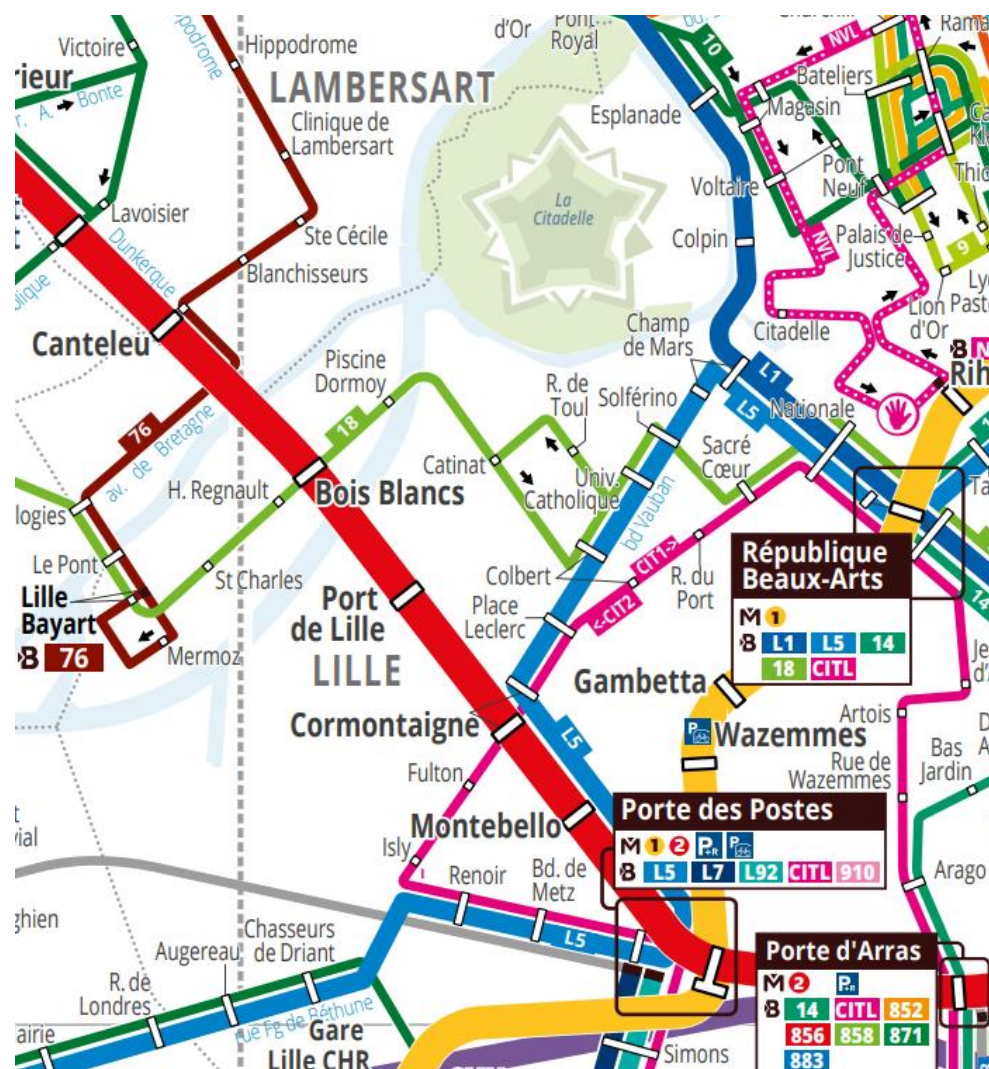 Victoire
rieur
r. A. Bonte
Hippodrome
LAMBERSART
Clinique de
Lambersart
d'Or
Pont
Royal
10
NVL
Bateliers
Magasin
Esplanade
Pont
Neuf
Voltaire
La
Citadelle
Lavoisier
Dunkerque
Ste Cécile
Blanchisseurs
Colpin
NVL
Palais de
Justice
9
Lion
d'Or
Canteleu
Champ
de Mars
Citadelle
Piscine
Dormoy
R. de
Toul
Solférino
L1
L5
Nationale
76
av. de Bretagne
18
Catinat
Sacré
Cœur
H. Regnault
Bois Blancs
Univ.
Catholique
bd Vauban
logies
Le Pont
St Charles
Lille
Bayart
B 76
Mermoz
Colbert
CIT1->
R. du
Port
<-CIT2
Place
Leclerc
République
Beaux-Arts
M 1
B L1 L5 14
18 CITL
14
Port
de Lille
LILLE
Gambetta
Cormontaigne
L5
Wazemmes
Artois
Rue de
Wazemmes
Bas
Jardin
Fulton
Montebello
Porte des Postes
M 1 2 P+R P
B L5 L7 L92 CITL 910
Isly
Renoir
Bd. de
Metz
Arago
L5
Augereau
Chasseurs
de Driant
Porte d'Arras
M 2 P+R
B 14 CITL 852
856 858 871
883
R. de
Londres
airie
rue Fg de Béthune
Gare
Lille CHR
Simons